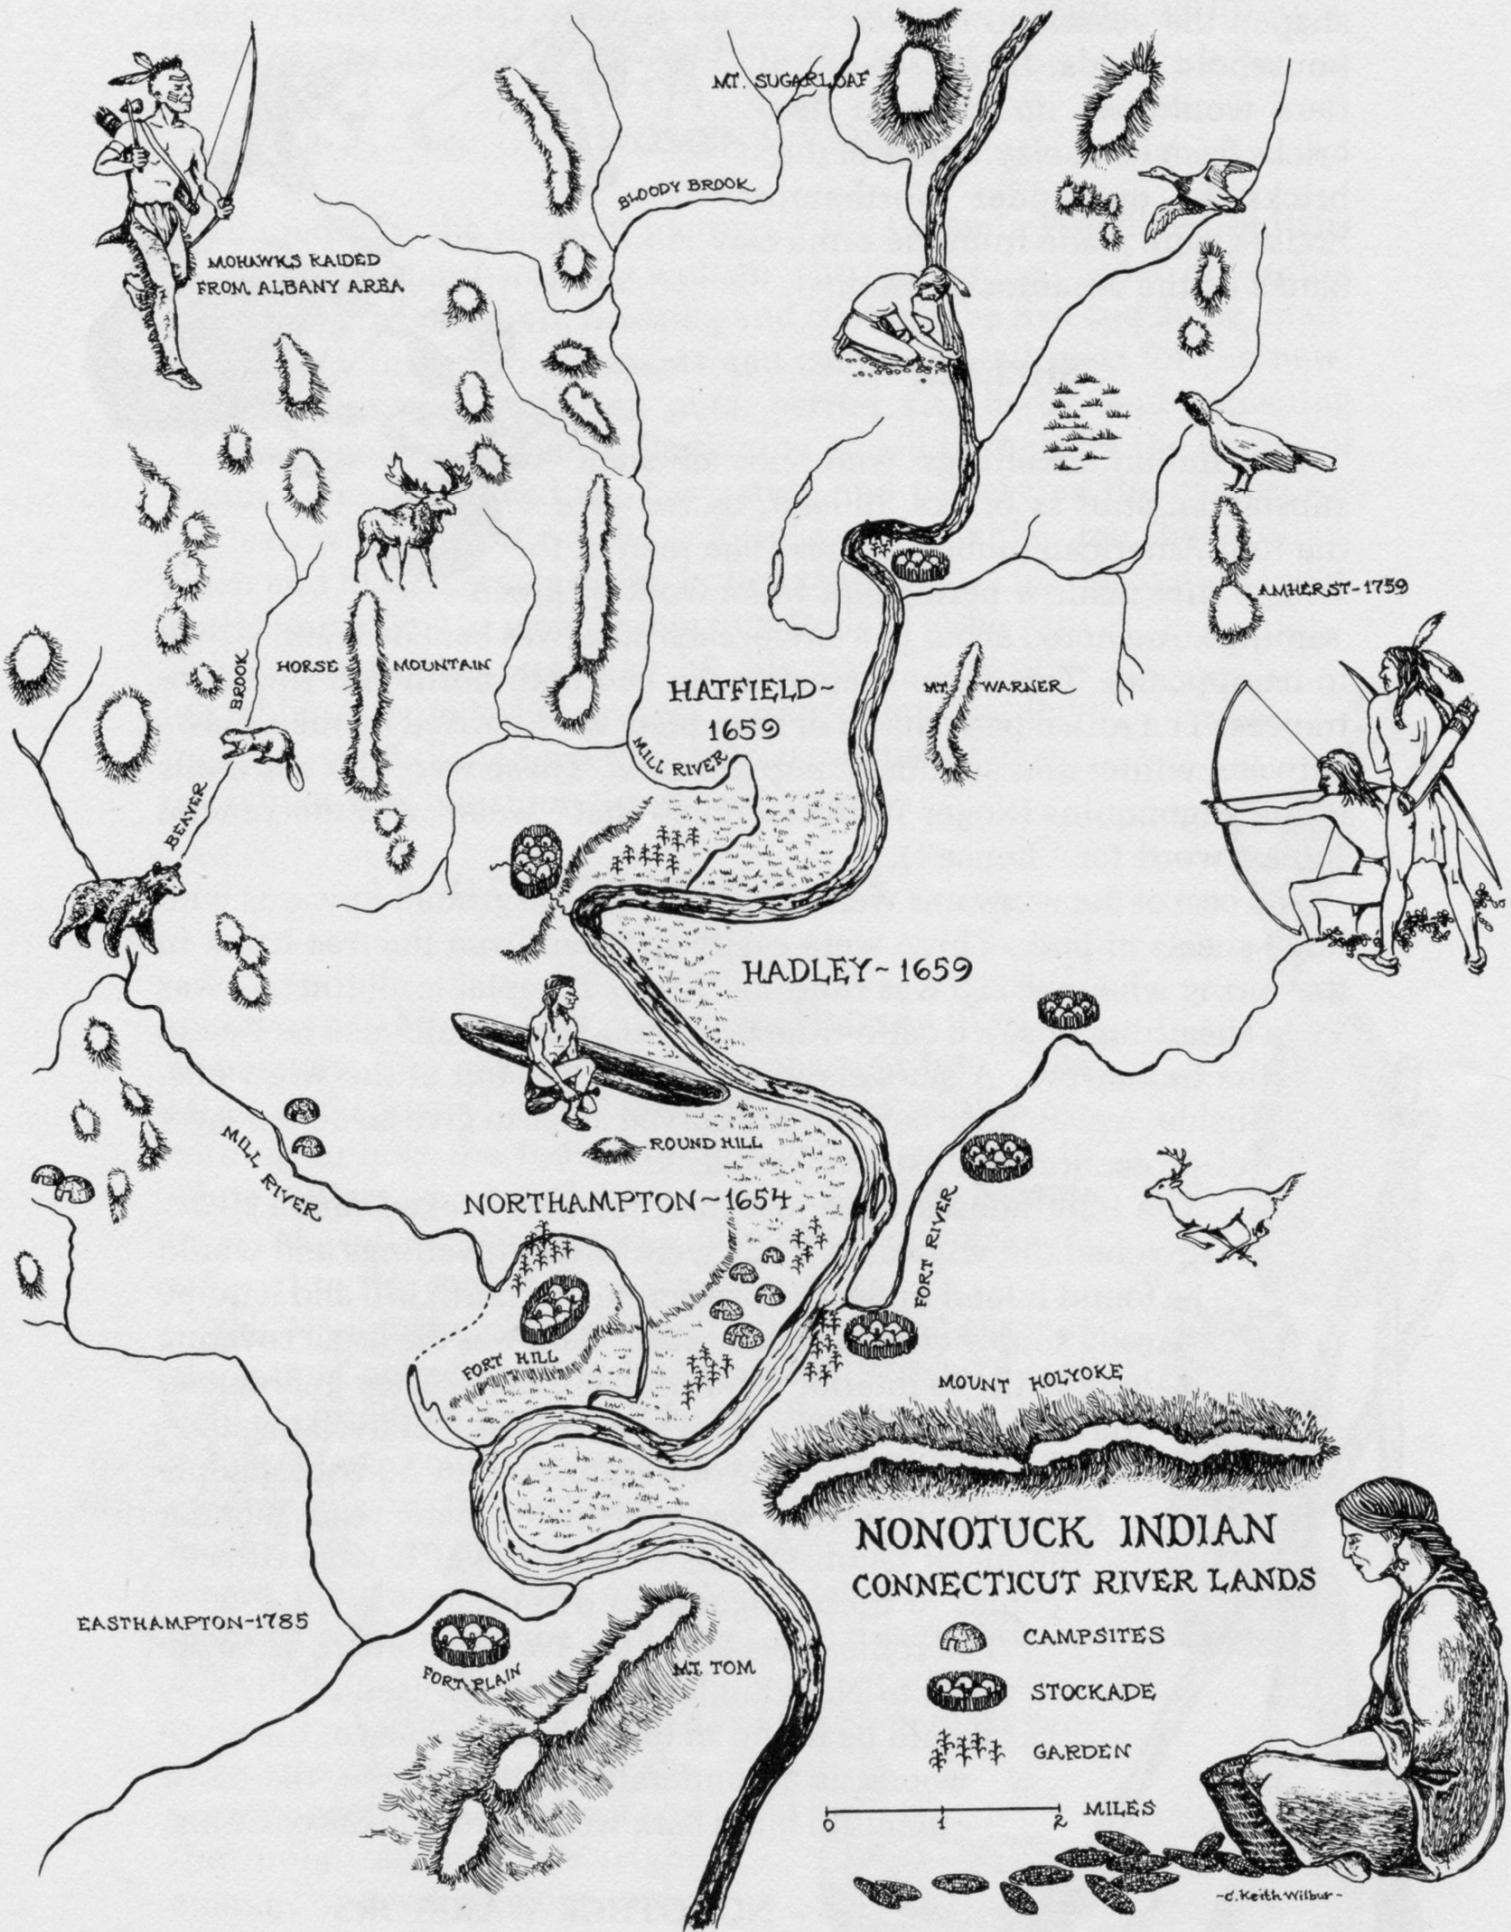 MT. SUGARLOAF
BLOODY BROOK
MOHAWKS RAIDED
FROM ALBANY AREA
AMHERST-1759
HORSE MOUNTAIN
BROOK
BEAVER
HATFIELD~
1659
MT. WARNER
MILL RIVER
HADLEY~1659
ROUND HILL
MILL RIVER
NORTHAMPTON~1654
FORT RIVER
FORT HILL
MOUNT HOLYOKE
NONOTUCK INDIAN
CONNECTICUT RIVER LANDS
EASTHAMPTON-1785
FORT PLAIN
MT. TOM
CAMPSITES
STOCKADE
GARDEN
0 1 2 MILES
-C. Keith Wilbur-